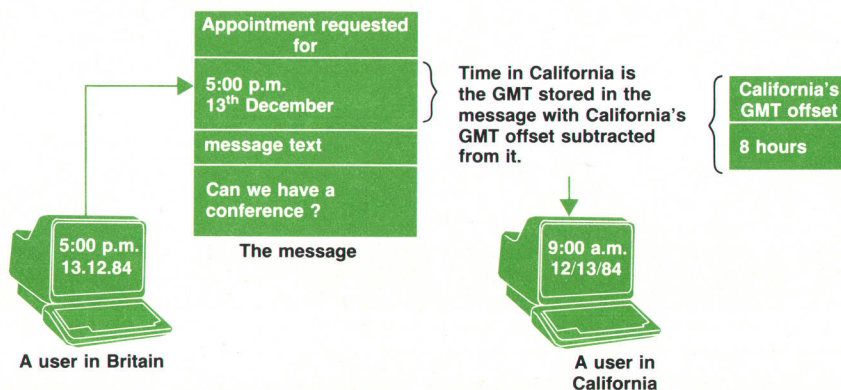 Appointment requested
for
5:00 p.m.
13th December
message text
Can we have a
conference ?
The message
Time in California is
the GMT stored in the
message with California's
GMT offset subtracted
from it.
California's
GMT offset
8 hours
5:00 p.m.
13.12.84
A user in Britain
9:00 a.m.
12/13/84
A user in
California